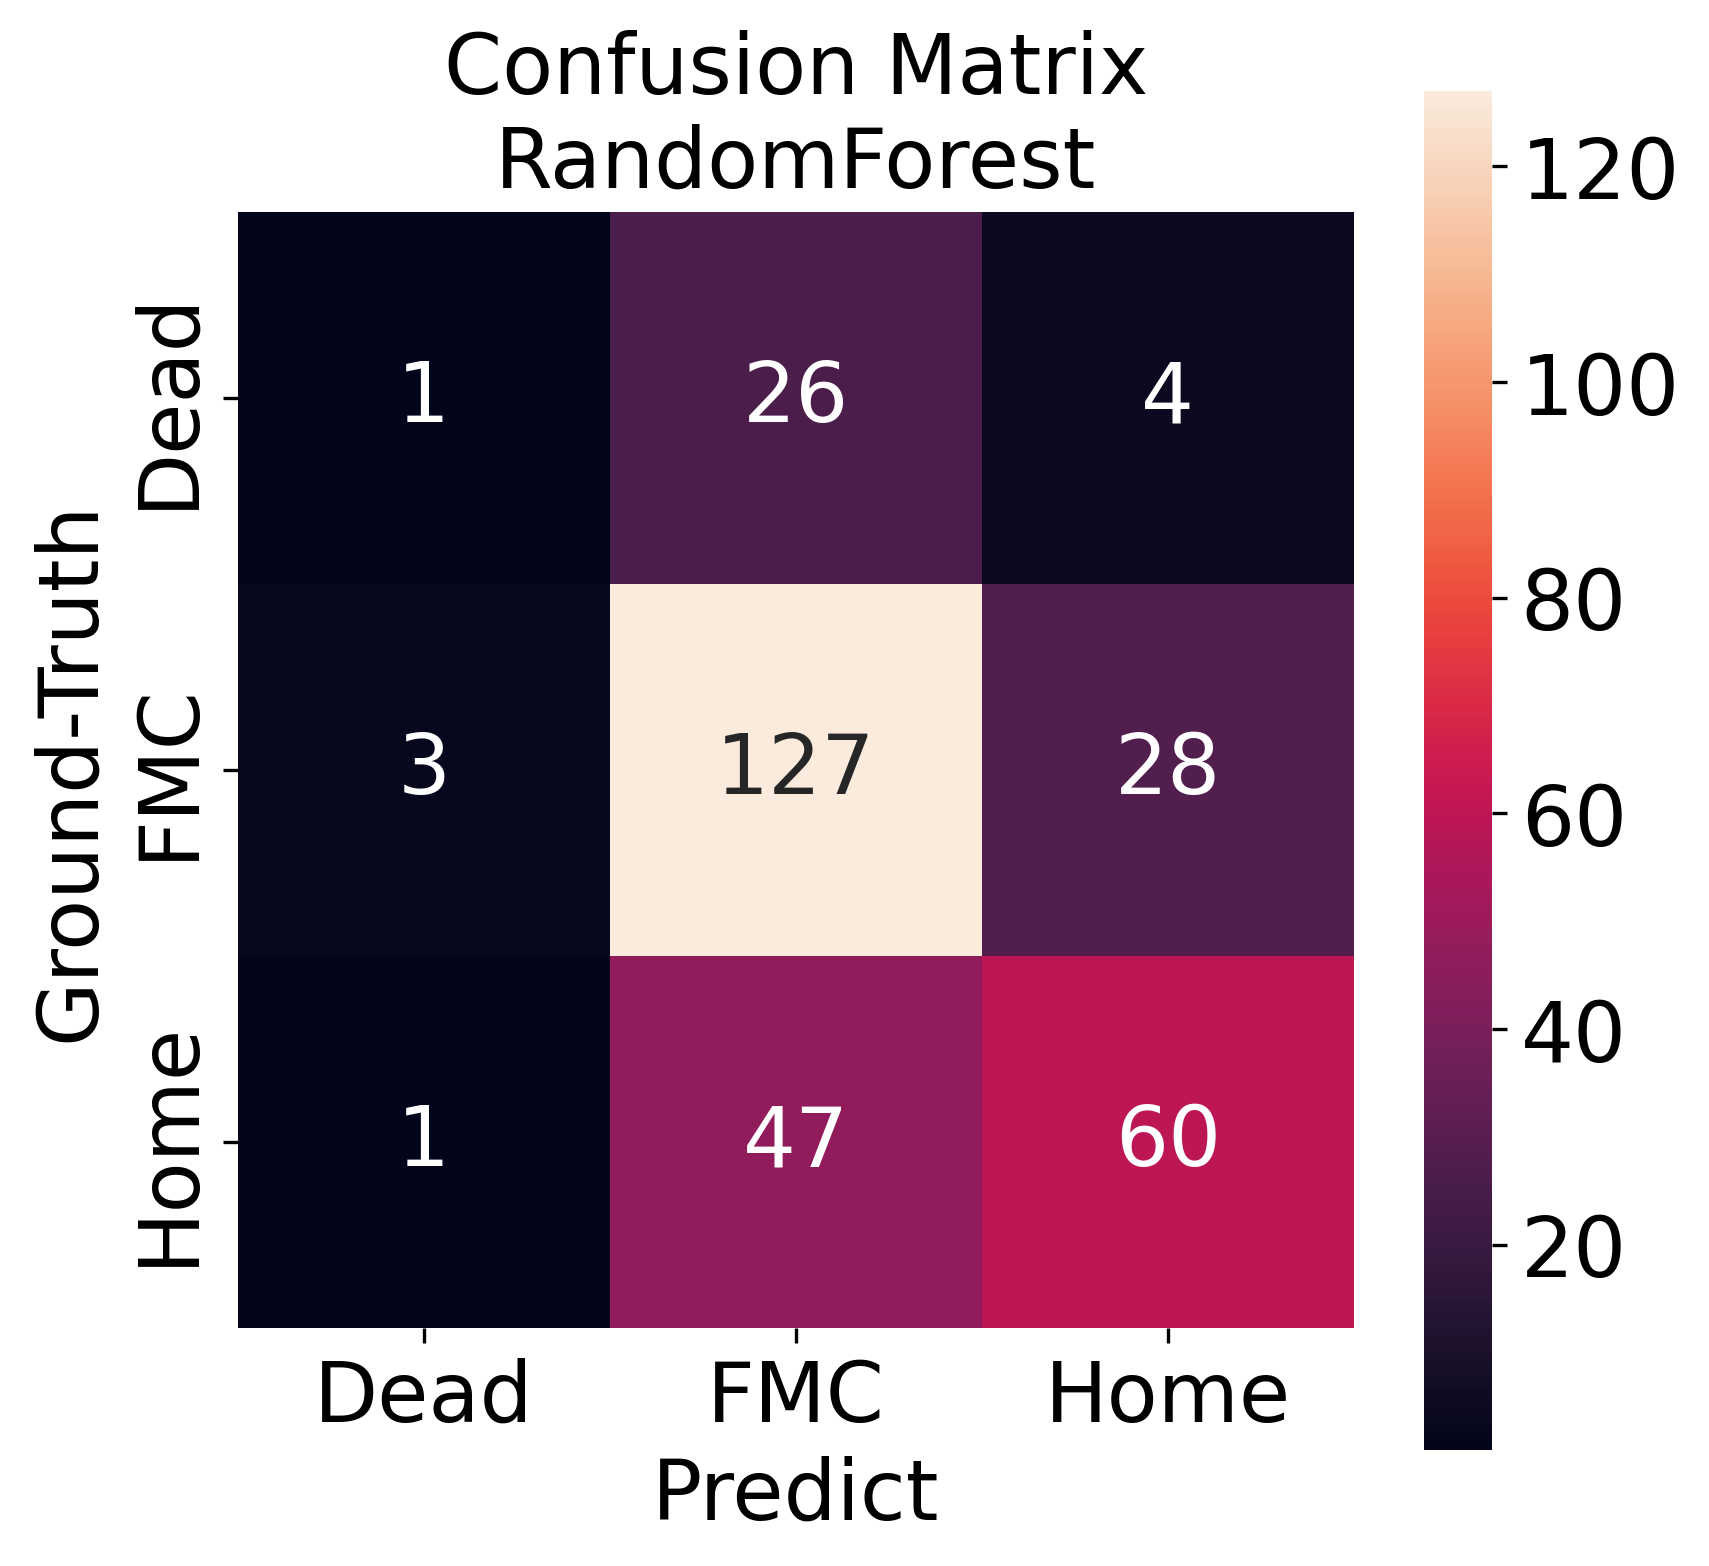 Confusion Matrix
RandomForest
Ground-Truth
Dead
1 26 4
FMC
3 127 28
Home
1 47 60
Dead FMC Home
Predict
120
100
80
60
40
20